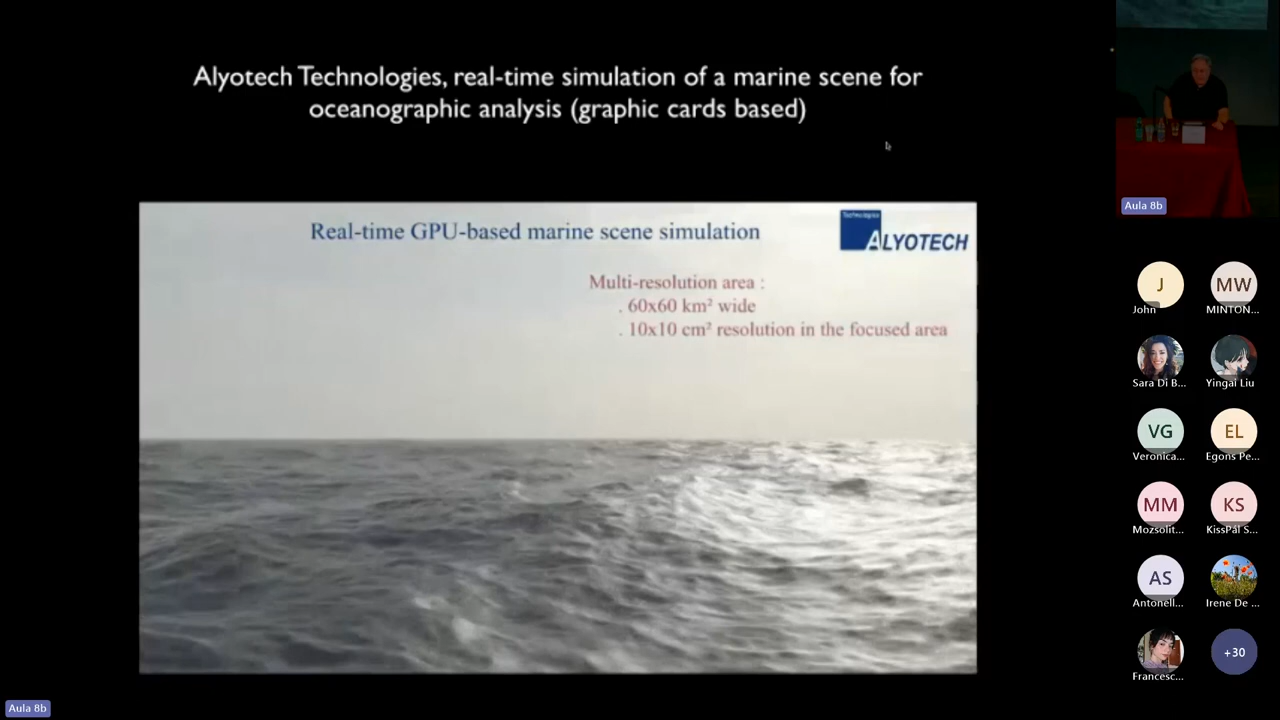 Alyotech Technologies, real-time simulation of a marine scene for
oceanographic analysis (graphic cards based)
Real-time GPU-based marine scene simulation
Technologies
ALYOTECH
Multi-resolution area :
. 60x60 km² wide
. 10x10 cm² resolution in the focused area
Aula 8b
J
John
MW
MINTON...
Sara Di B...
Yingal Liu
VG
Veronica...
EL
Egons Pe...
MM
Mozsolit...
KS
KissPál S...
AS
Antonell...
Irene De ...
Francesc...
+30
Aula 8b